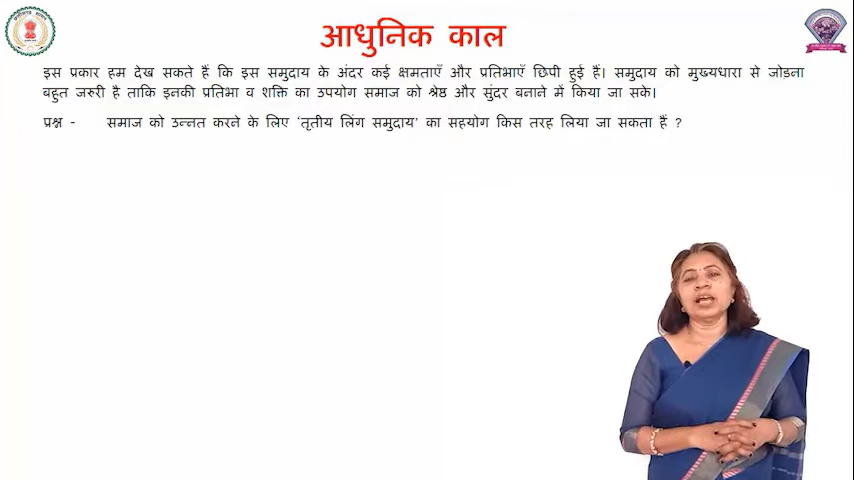 आधुनिक काल
इस प्रकार हम देख सकते हैं कि इस समुदाय के अंदर कई क्षमताएँ और प्रतिभाएँ छिपी हुई हैं। समुदाय को मुख्यधारा से जोड़ना
बहुत जरुरी है ताकि इनकी प्रतिभा व शक्ति का उपयोग समाज को श्रेष्ठ और सुंदर बनाने में किया जा सके।
प्रश्न - समाज को उन्नत करने के लिए ‘तृतीय लिंग समुदाय’ का सहयोग किस तरह लिया जा सकता हैं ?